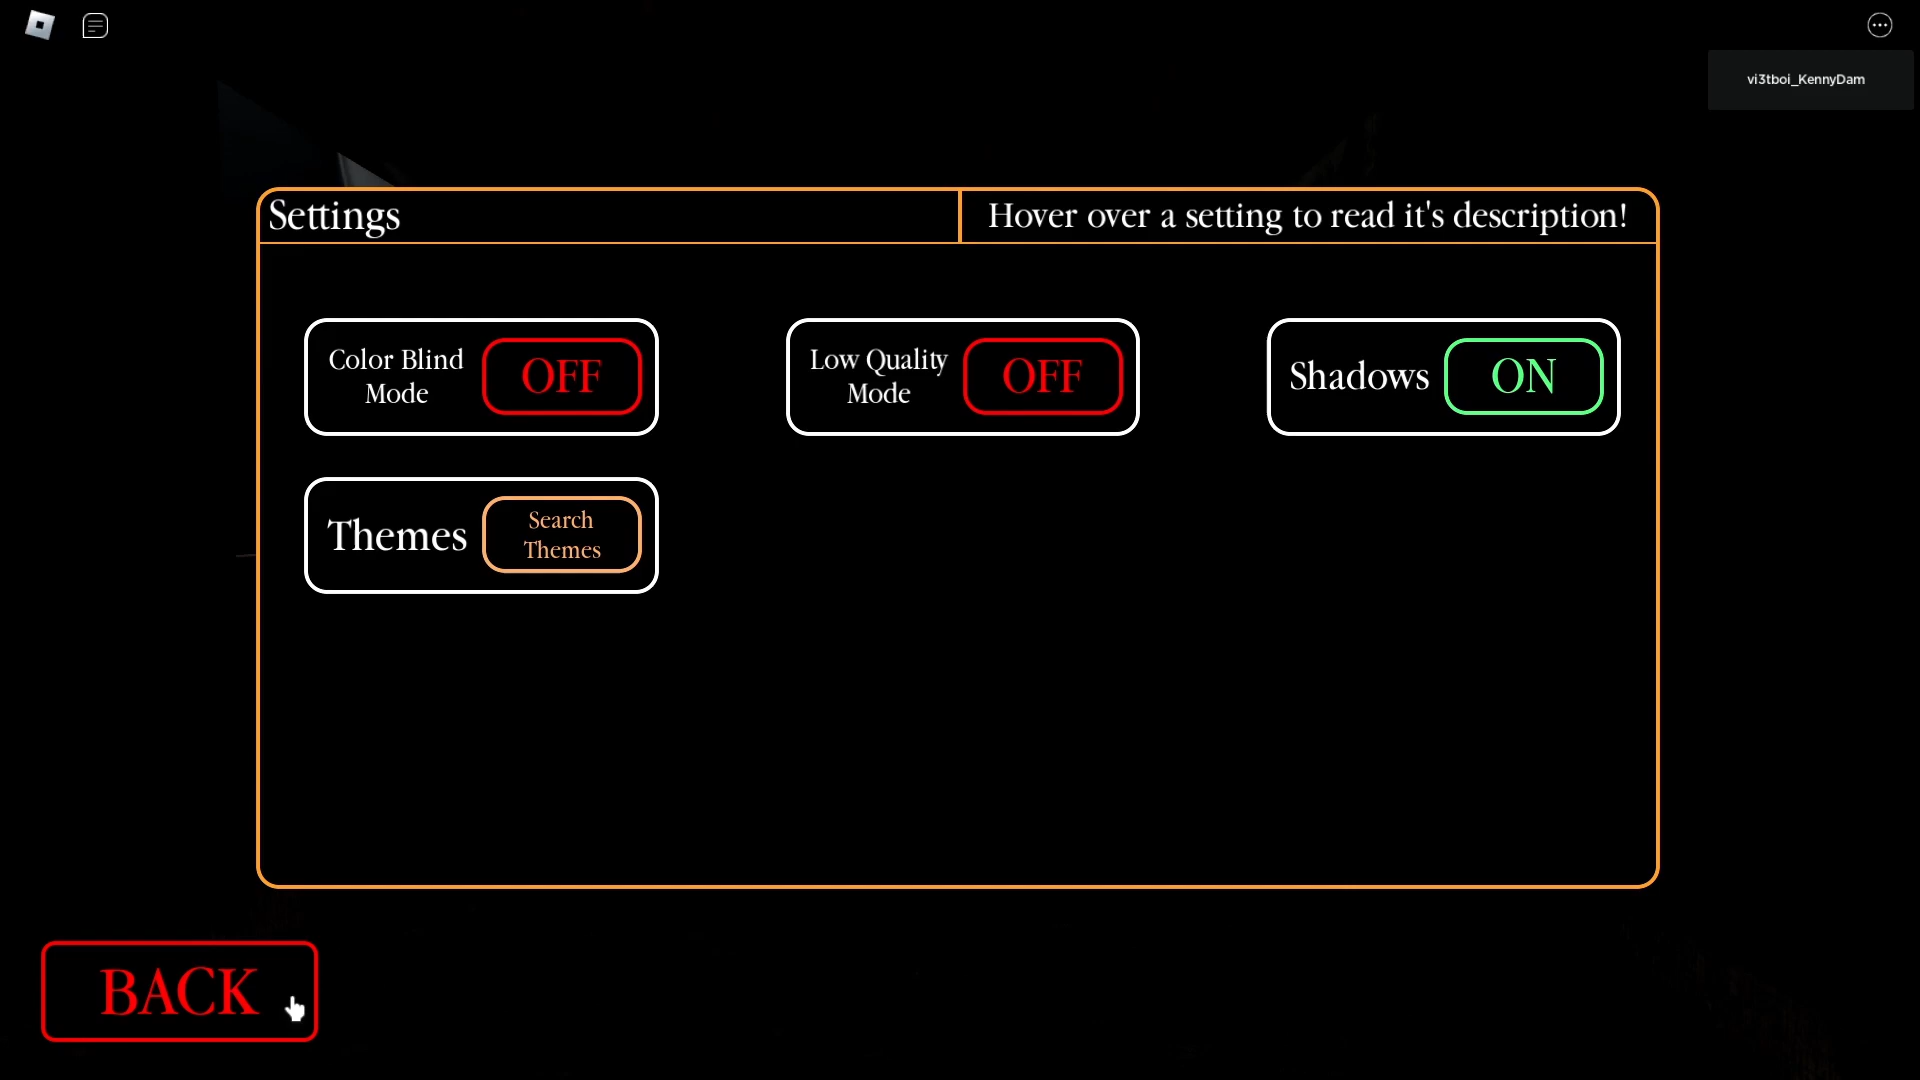 vi3tboi_KennyDam
Settings
Hover over a setting to read it's description!
Color Blind
Mode
OFF
Low Quality
Mode
OFF
Shadows
ON
Themes
Search
Themes
BACK